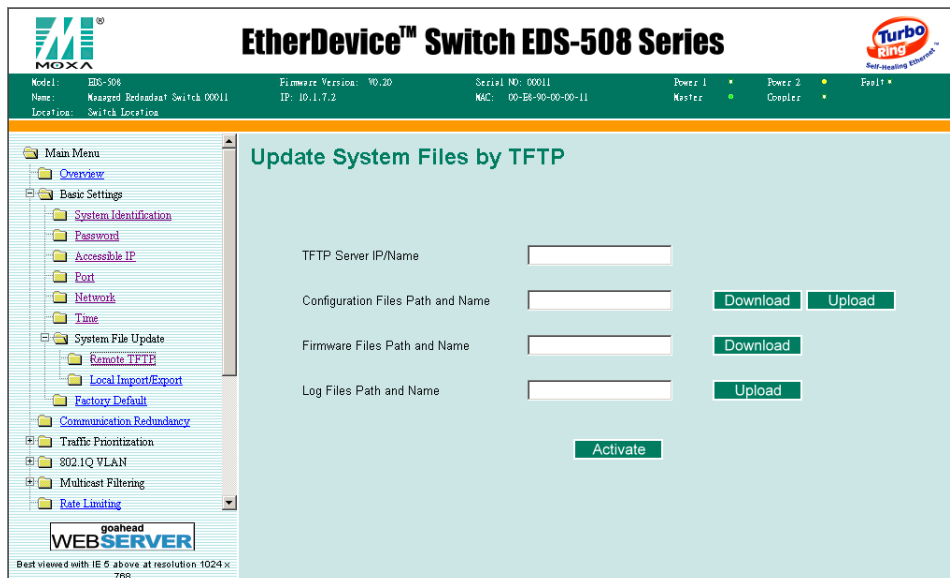 MOXA
®
EtherDevice™ Switch EDS-508 Series
Turbo
Ring
Self-Healing Ethernet™
Model: EDS-508 Firmware Version: V0.20 Serial NO: 00011 Power 1 Power 2 Fault
Name: Managed Redundant Switch 00011 IP: 10.1.7.2 MAC: 00-E8-90-00-00-11 Master Coupler
Location: Switch Location
Main Menu
Overview
Basic Settings
System Identification
Password
Accessible IP
Port
Network
Time
System File Update
Remote TFTP
Local Import/Export
Factory Default
Communication Redundancy
Traffic Prioritization
802.1Q VLAN
Multicast Filtering
Rate Limiting
goahead
WEBSERVER
Best viewed with IE 5 above at resolution 1024 x
768
Update System Files by TFTP
TFTP Server IP/Name
Configuration Files Path and Name Download Upload
Firmware Files Path and Name Download
Log Files Path and Name Upload
Activate